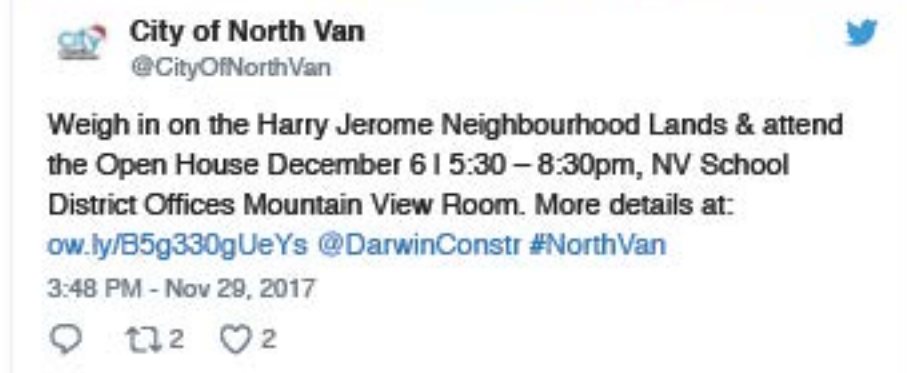 City of North Van
@CityOfNorthVan
Weigh in on the Harry Jerome Neighbourhood Lands & attend
the Open House December 6 I 5:30 – 8:30pm, NV School
District Offices Mountain View Room. More details at:
ow.ly/B5g330gUeYs @DarwinConstr #NorthVan
3:48 PM - Nov 29, 2017
2 2